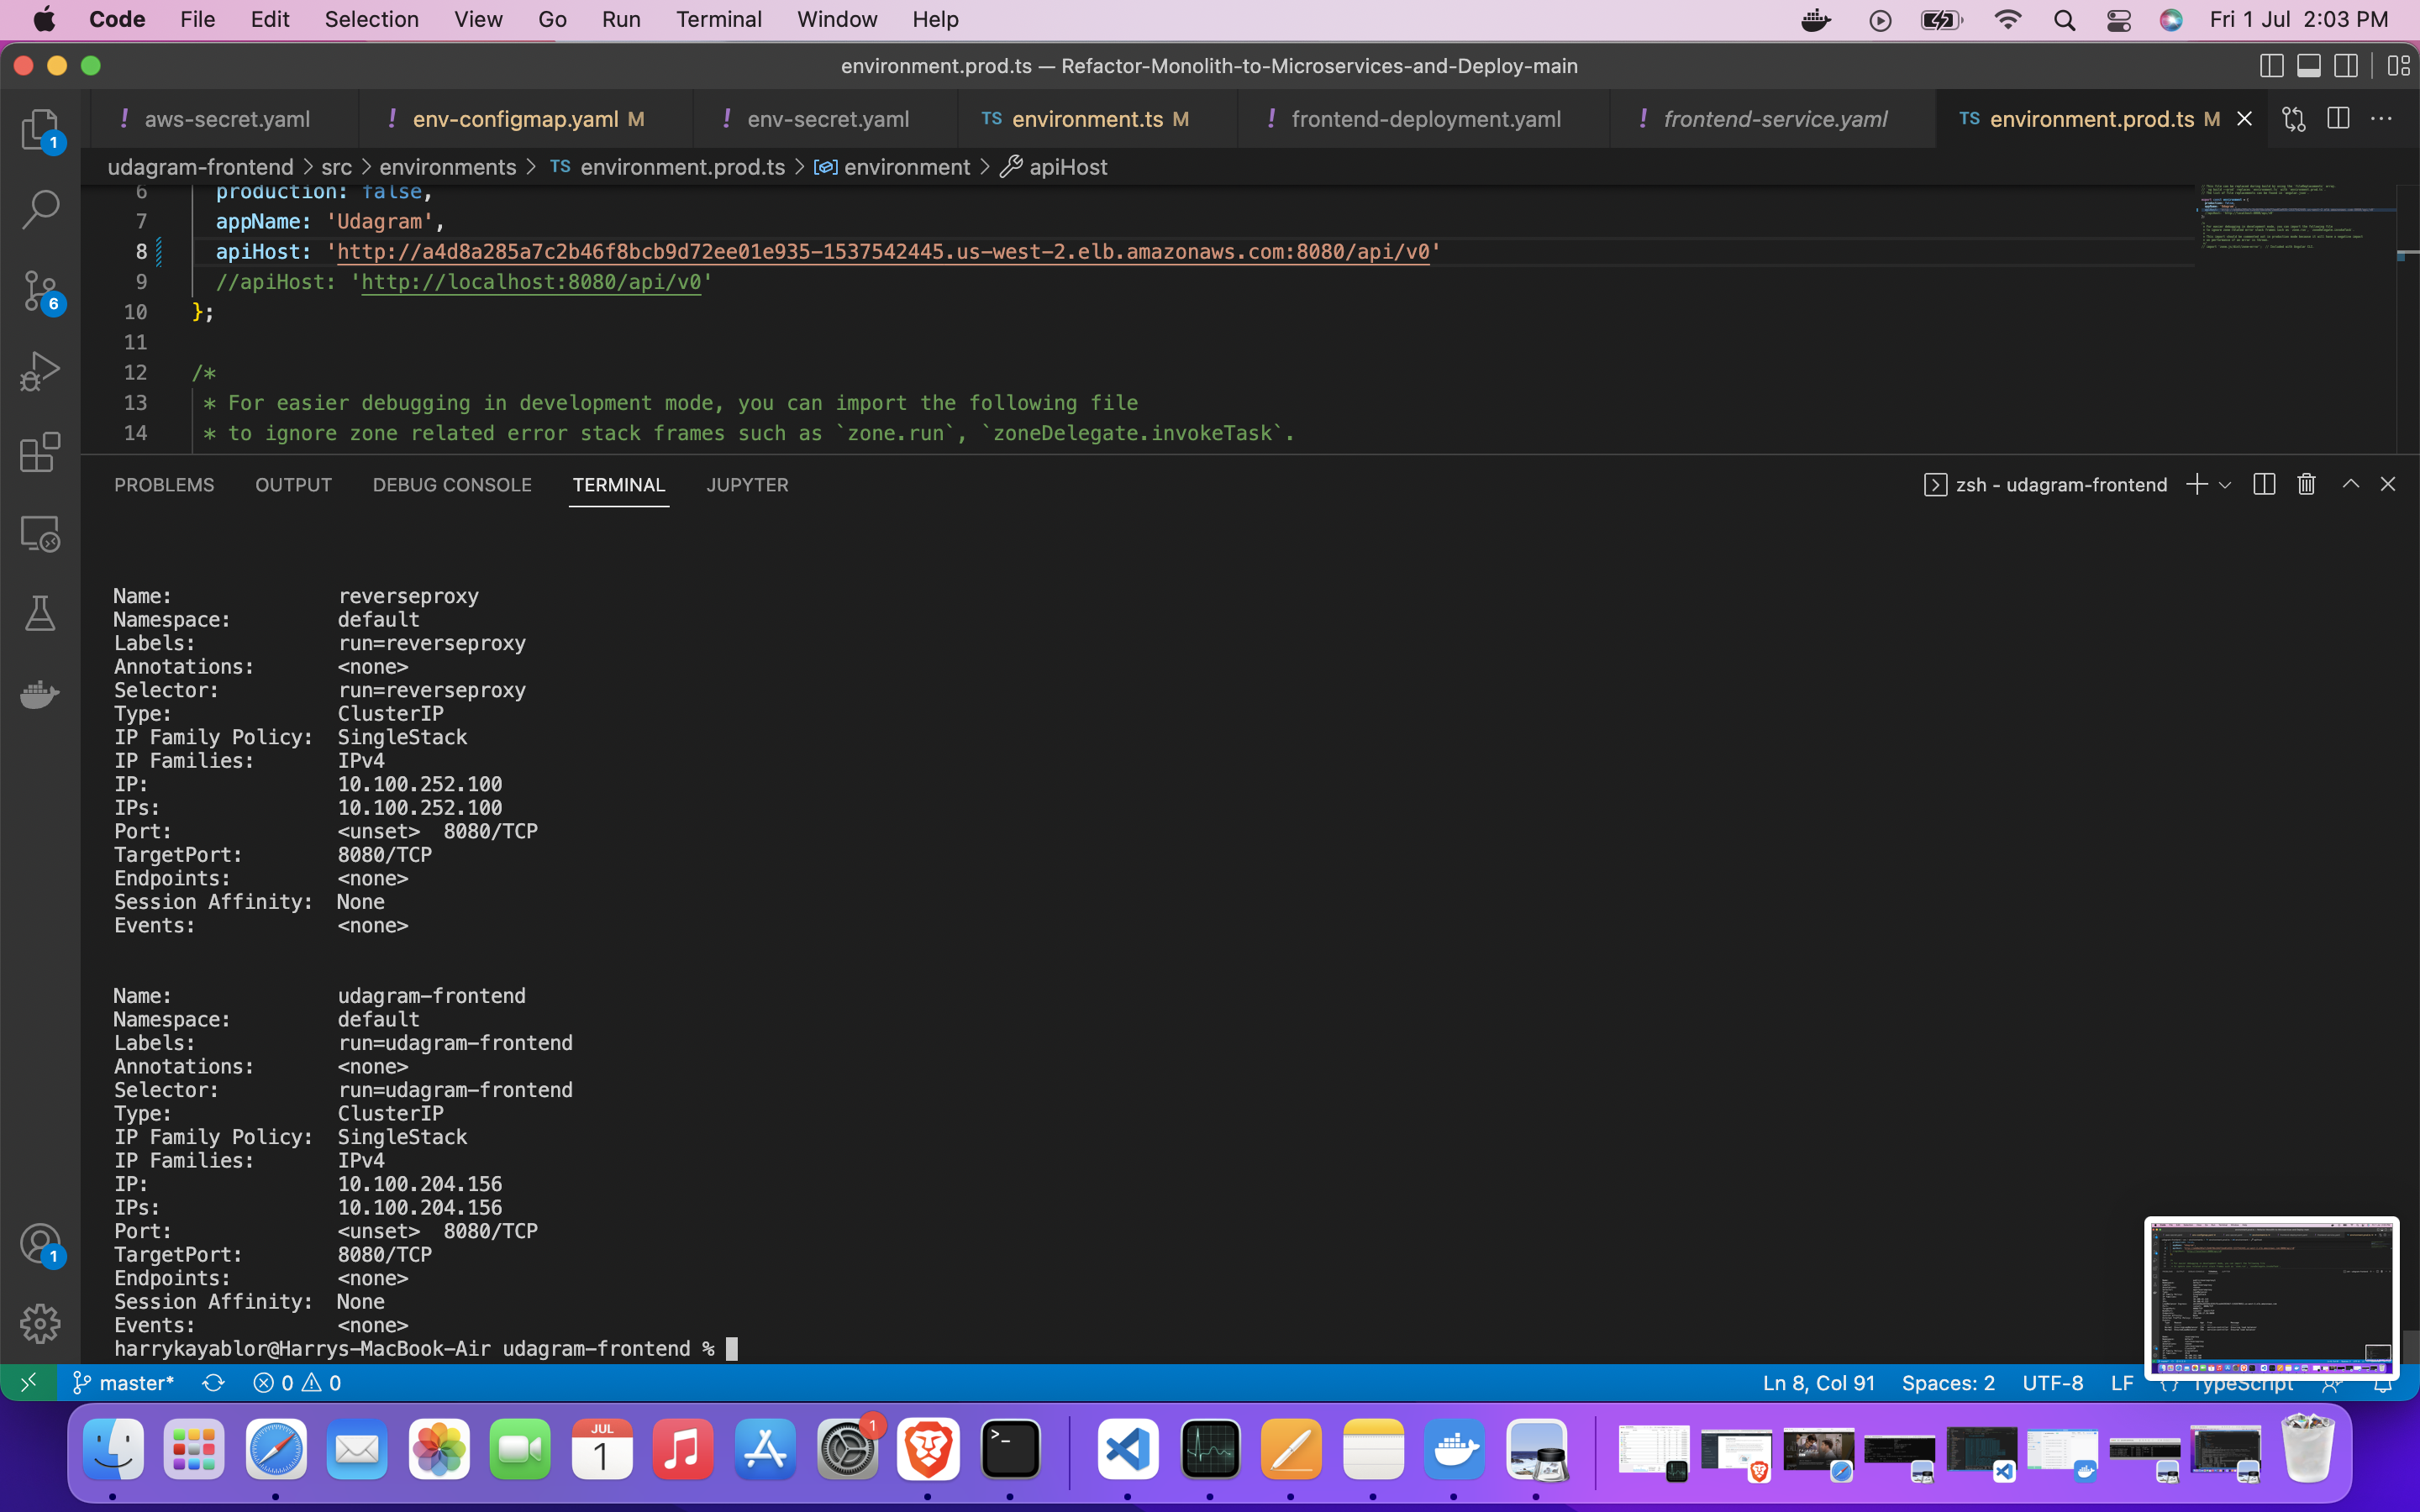 Code File Edit Selection View Go Run Terminal Window Help Fri 1 Jul 2:03 PM
environment.prod.ts — Refactor-Monolith-to-Microservices-and-Deploy-main
! aws-secret.yaml ! env-configmap.yaml M ! env-secret.yaml TS environment.ts M ! frontend-deployment.yaml ! frontend-service.yaml TS environment.prod.ts M
1
udagram-frontend > src > environments > TS environment.prod.ts > environment > apiHost
6 production: false,
7 appName: 'Udagram',
8 apiHost: 'http://a4d8a285a7c2b46f8bcb9d72ee01e935-1537542445.us-west-2.elb.amazonaws.com:8080/api/v0'
9 //apiHost: 'http://localhost:8080/api/v0'
10 };
6
11
12 /*
13 * For easier debugging in development mode, you can import the following file
14 * to ignore zone related error stack frames such as `zone.run`, `zoneDelegate.invokeTask`.
PROBLEMS OUTPUT DEBUG CONSOLE TERMINAL JUPYTER zsh - udagram-frontend
Name: reverseproxy
Namespace: default
Labels: run=reverseproxy
Annotations: <none>
Selector: run=reverseproxy
Type: ClusterIP
IP Family Policy: SingleStack
IP Families: IPv4
IP: 10.100.252.100
IPs: 10.100.252.100
Port: <unset> 8080/TCP
TargetPort: 8080/TCP
Endpoints: <none>
Session Affinity: None
Events: <none>
Name: udagram-frontend
Namespace: default
Labels: run=udagram-frontend
Annotations: <none>
Selector: run=udagram-frontend
Type: ClusterIP
IP Family Policy: SingleStack
IP Families: IPv4
IP: 10.100.204.156
IPs: 10.100.204.156
Port: <unset> 8080/TCP
TargetPort: 8080/TCP
Endpoints: <none>
Session Affinity: None
Events: <none>
1
harrykayablor@Harrys-MacBook-Air udagram-frontend %
master* 0 0 Ln 8, Col 91 Spaces: 2 UTF-8 LF {} TypeScript
JUL
1
1